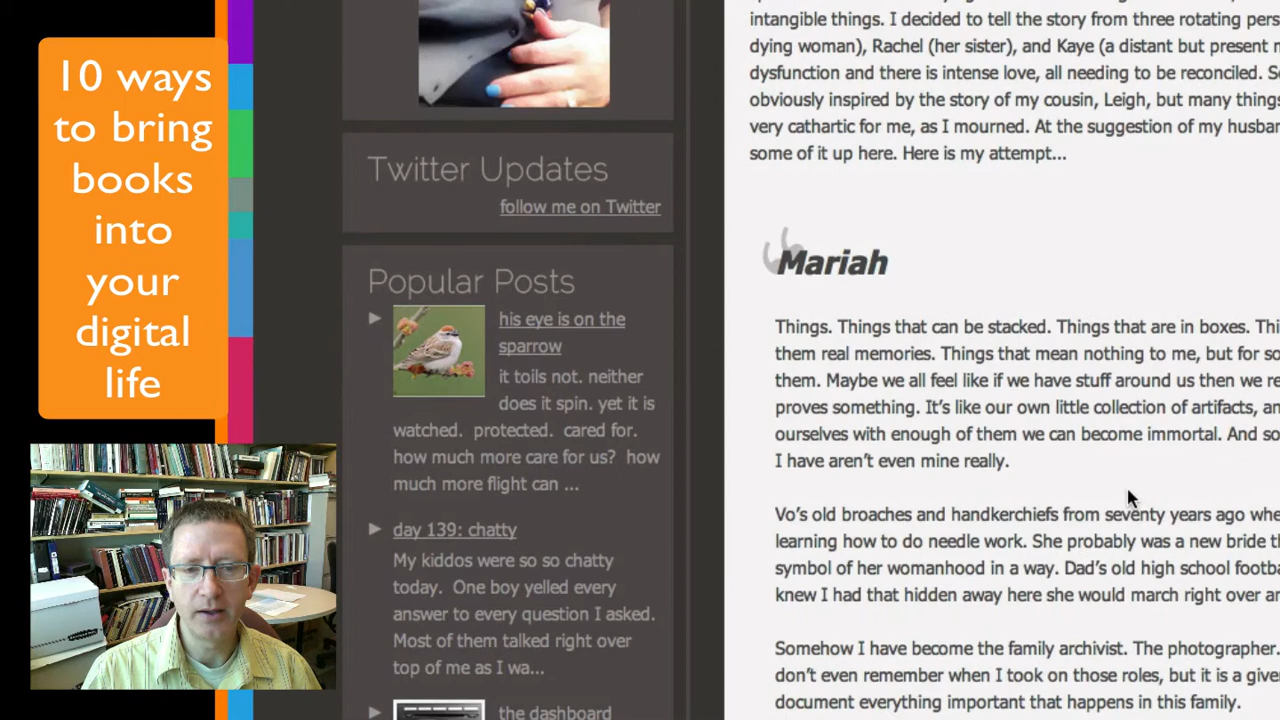 10 ways
to bring
books
into
your
digital
life
Twitter Updates
follow me on Twitter
Popular Posts
his eye is on the
sparrow
it toils not. neither
does it spin. yet it is
watched. protected. cared for.
how much more care for us? how
much more flight can ...
day 139: chatty
My kiddos were so so chatty
today. One boy yelled every
answer to every question I asked.
Most of them talked right over
top of me as I wa...
the dashboard
intangible things. I decided to tell the story from three rotating
dying woman), Rachel (her sister), and Kaye (a distant but present
dysfunction and there is intense love, all needing to be reconciled.
obviously inspired by the story of my cousin, Leigh, but many things
very cathartic for me, as I mourned. At the suggestion of my
some of it up here. Here is my attempt...
Mariah
Things. Things that can be stacked. Things that are in boxes.
them real memories. Things that mean nothing to me, but for
them. Maybe we all feel like if we have stuff around us then we
proves something. It's like our own little collection of artifacts,
ourselves with enough of them we can become immortal. And
I have aren't even mine really.
Vo's old broaches and handkerchiefs from seventy years ago
learning how to do needle work. She probably was a new bride
symbol of her womanhood in a way. Dad's old high school
knew I had that hidden away here she would march right over
Somehow I have become the family archivist. The photographer.
don't even remember when I took on those roles, but it is a
document everything important that happens in this family.